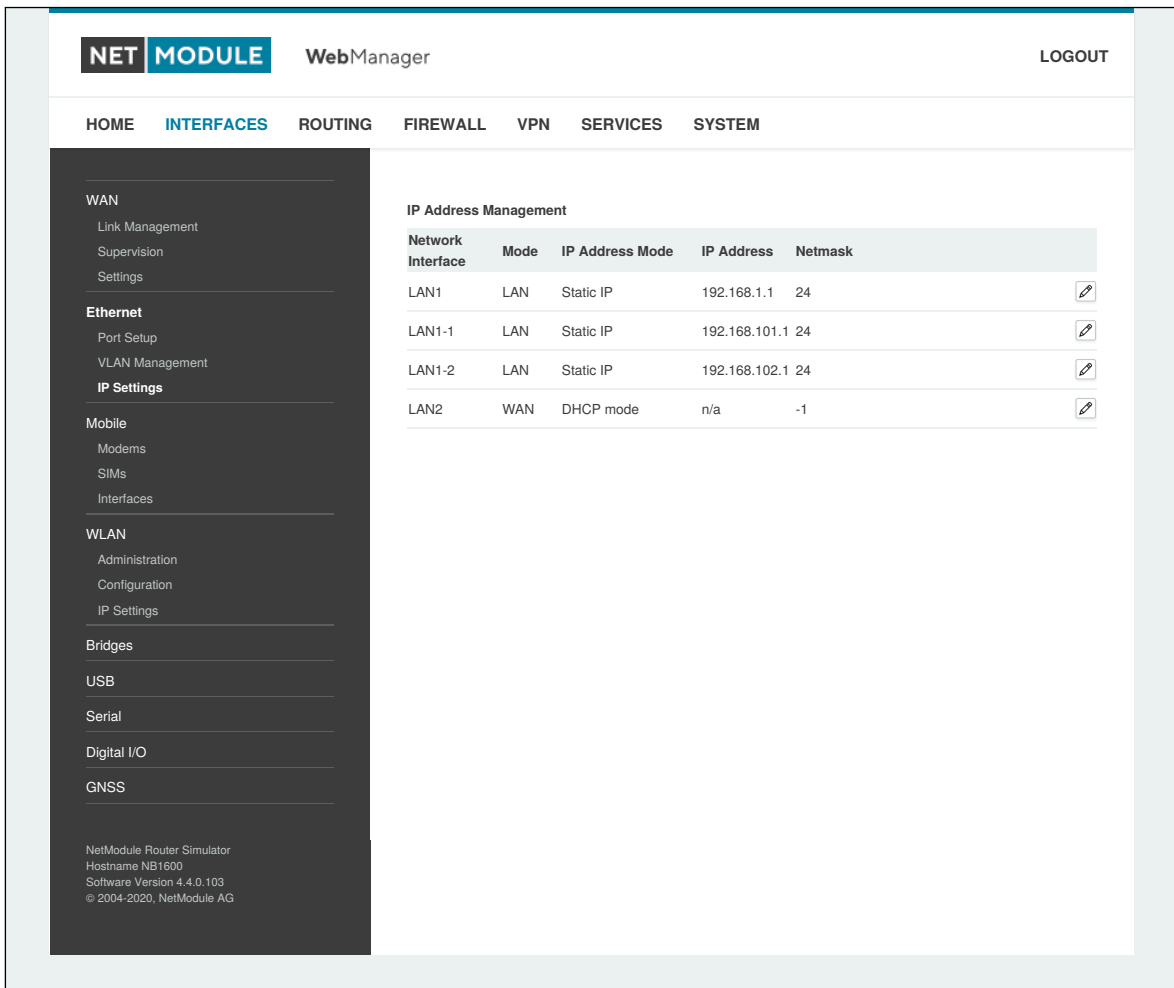 NET MODULE WebManager LOGOUT
HOME INTERFACES ROUTING FIREWALL VPN SERVICES SYSTEM
WAN
Link Management
Supervision
Settings
Ethernet
Port Setup
VLAN Management
IP Settings
Mobile
Modems
SIMs
Interfaces
WLAN
Administration
Configuration
IP Settings
Bridges
USB
Serial
Digital I/O
GNSS
NetModule Router Simulator
Hostname NB1600
Software Version 4.4.0.103
© 2004-2020, NetModule AG
IP Address Management
Network Interface Mode IP Address Mode IP Address Netmask
LAN1 LAN Static IP 192.168.1.1 24
LAN1-1 LAN Static IP 192.168.101.1 24
LAN1-2 LAN Static IP 192.168.102.1 24
LAN2 WAN DHCP mode n/a -1